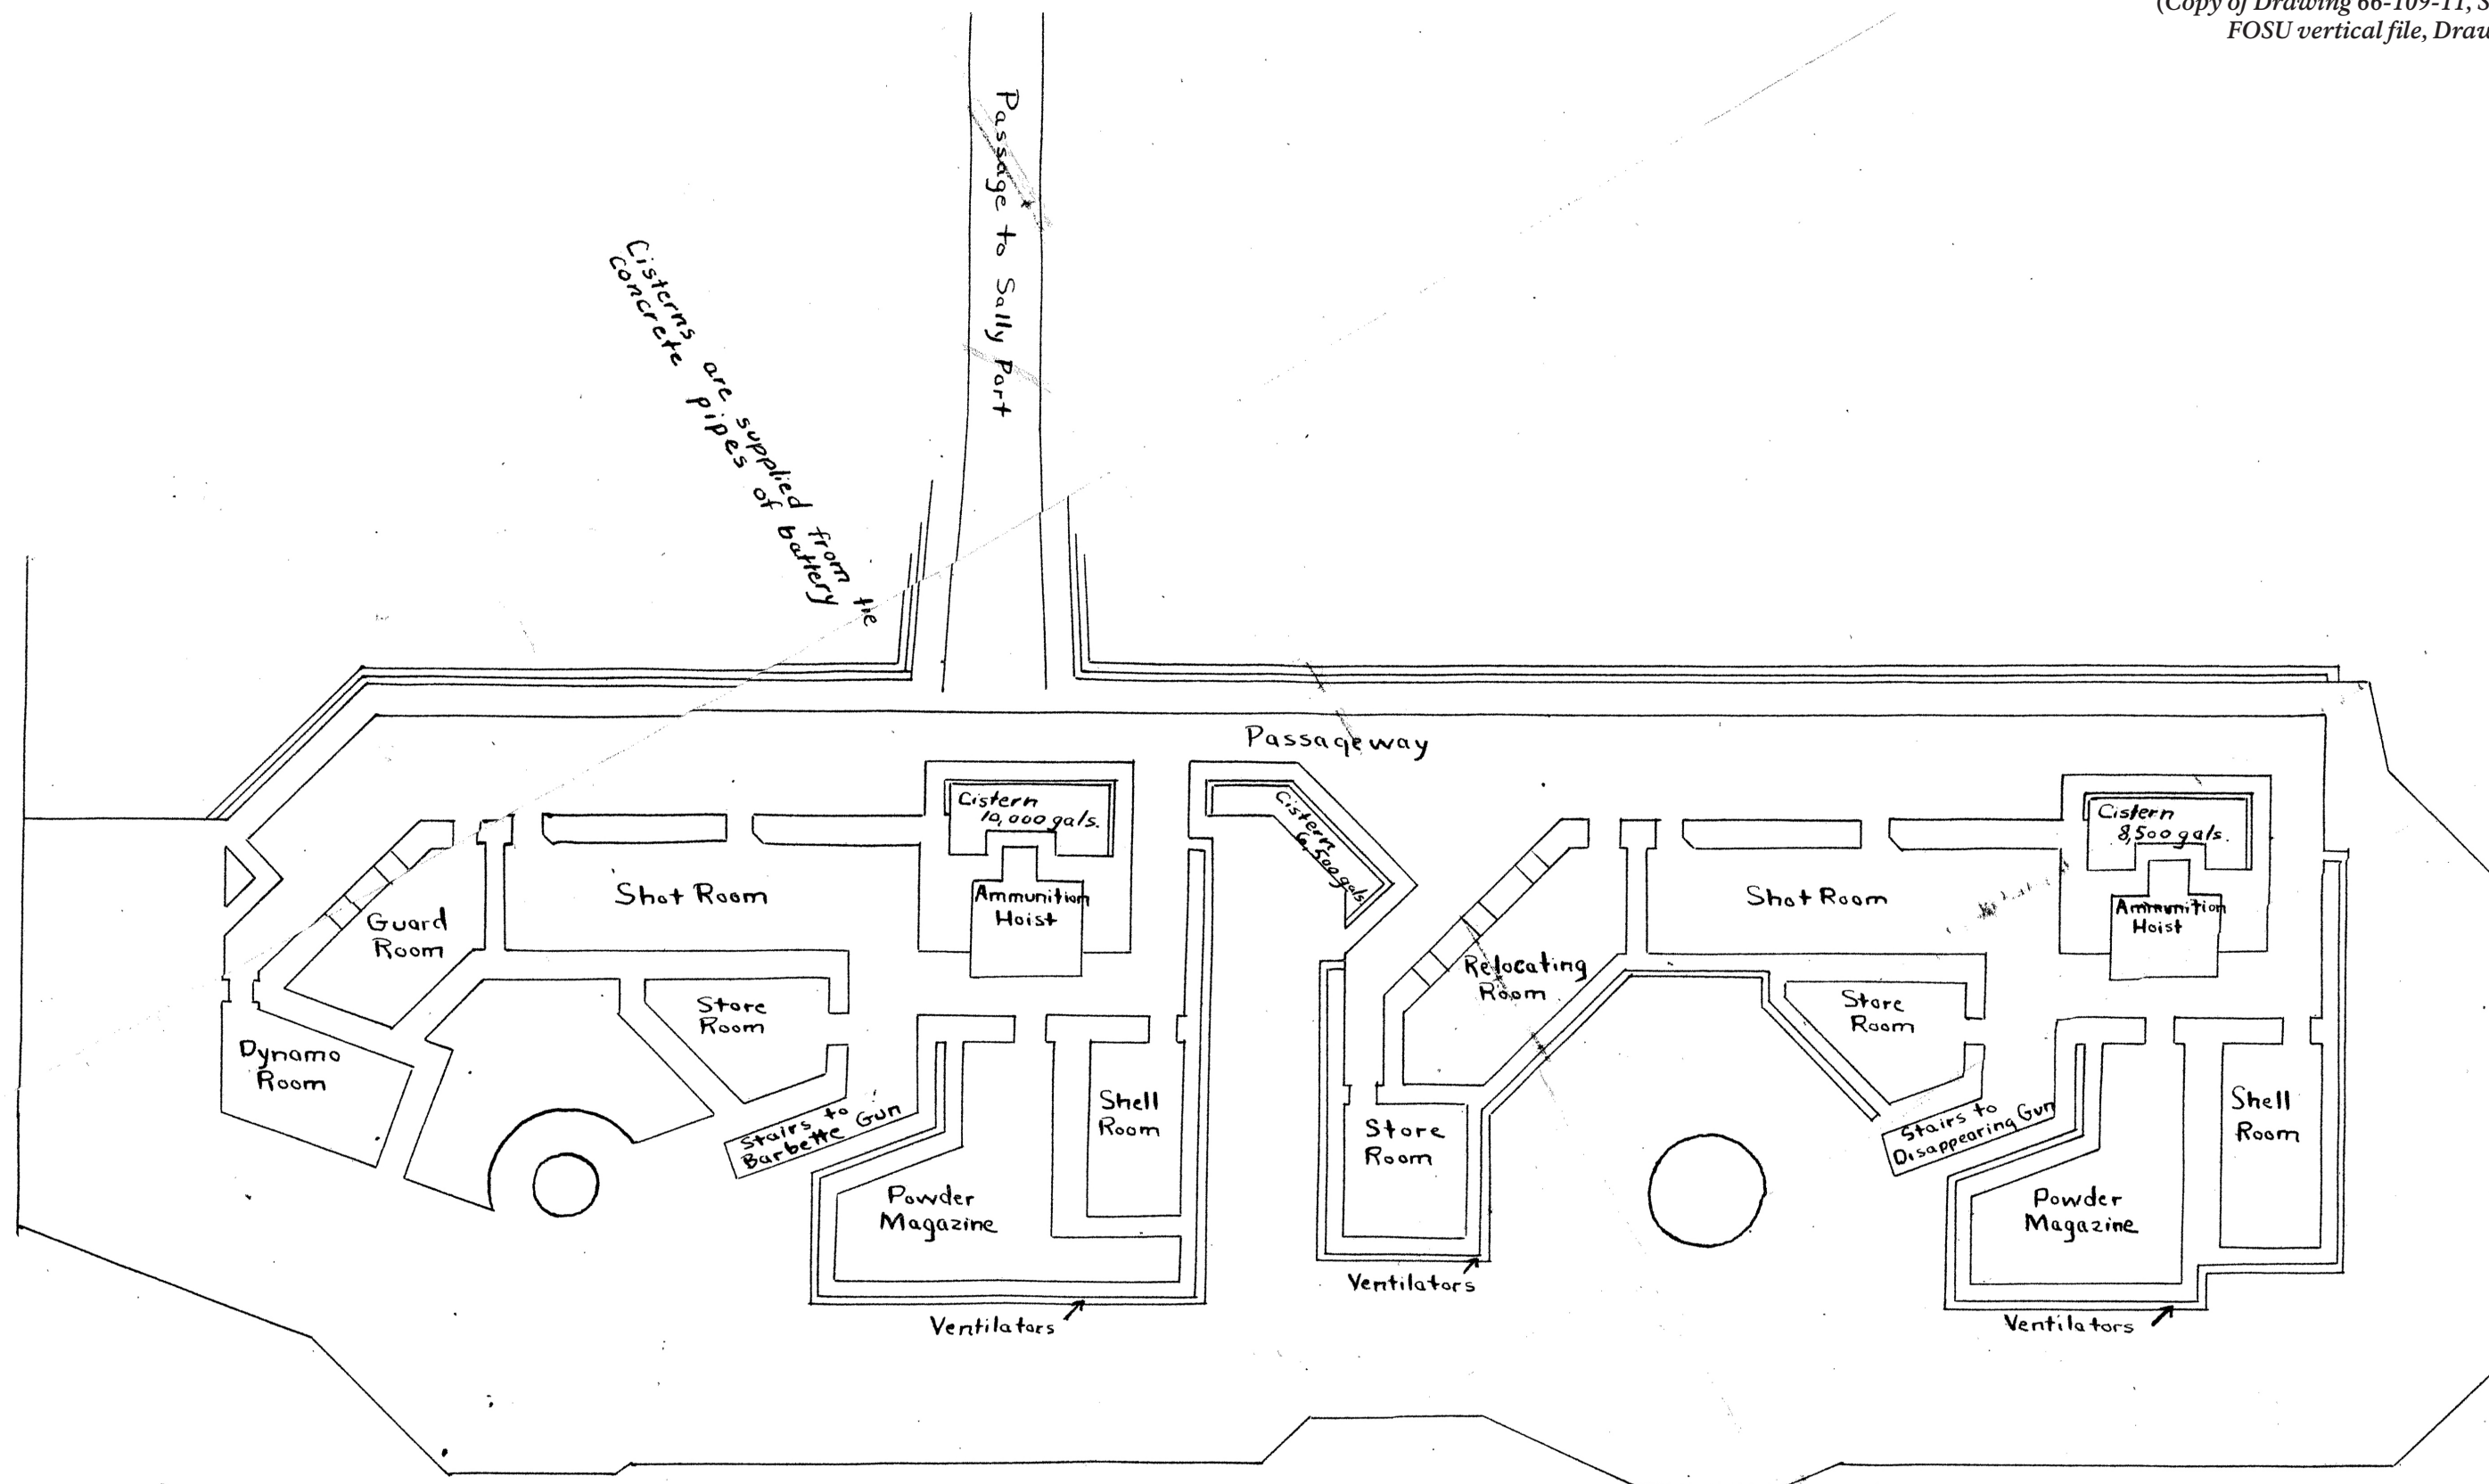 (Copy of Drawing 66-109-11, S
FOSU vertical file, Draw
Passage to Sally Port
Cisterns are supplied from the
concrete pipes of battery
Passageway
Cistern
10,000 gals.
Cistern
6,500 gals.
Cistern
8,500 gals.
Guard
Room
Shot Room
Ammunition
Hoist
Relocating
Room
Shot Room
Ammunition
Hoist
Dynamo
Room
Store
Room
Store
Room
Stairs to
Barbette Gun
Shell
Room
Store
Room
Stairs to
Disappearing Gun
Shell
Room
Powder
Magazine
Powder
Magazine
Ventilators
Ventilators
Ventilators